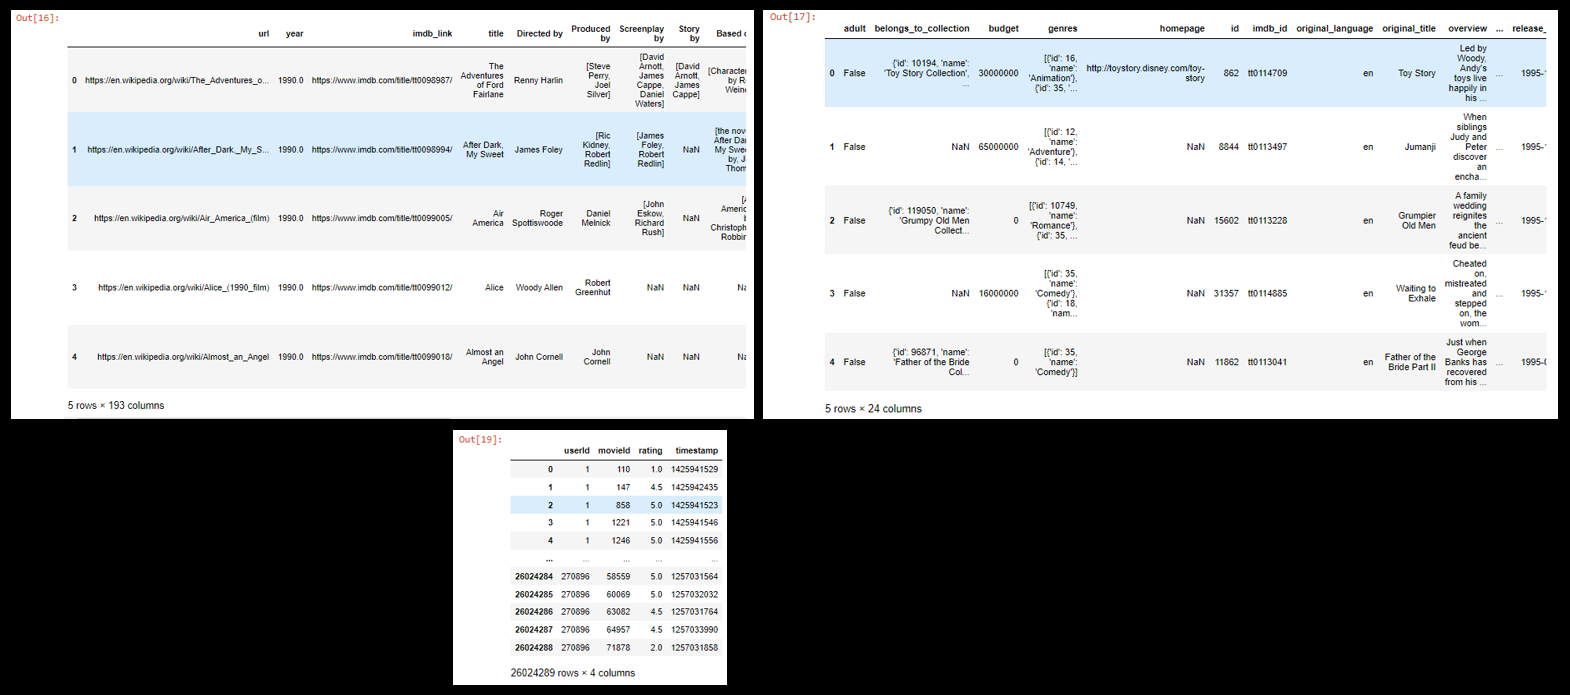 Out[16]:
url year imdb_link title Directed by Produced by Screenplay by Story by Based o
0 https://en.wikipedia.org/wiki/The_Adventures_o... 1990.0 https://www.imdb.com/title/tt0098987/ The Adventures of Ford Fairlane Renny Harlin [Steve Perry, Joel Silver] [David Arnott, James Cappe, Daniel Waters] [David Arnott, James Cappe] [Character by R Wein
1 https://en.wikipedia.org/wiki/After_Dark,_My_S... 1990.0 https://www.imdb.com/title/tt0098994/ After Dark, My Sweet James Foley [Ric Kidney, Robert Redlin] [James Foley, Robert Redlin] NaN [the nov After Da My Swe by, J Thom
2 https://en.wikipedia.org/wiki/Air_America_(film) 1990.0 https://www.imdb.com/title/tt0099005/ Air America Roger Spottiswoode Daniel Melnick [John Eskow, Richard Rush] NaN [ Americ b Christoph Robbin
3 https://en.wikipedia.org/wiki/Alice_(1990_film) 1990.0 https://www.imdb.com/title/tt0099012/ Alice Woody Allen Robert Greenhut NaN NaN Na
4 https://en.wikipedia.org/wiki/Almost_an_Angel 1990.0 https://www.imdb.com/title/tt0099018/ Almost an Angel John Cornell John Cornell NaN NaN Na
5 rows × 193 columns
Out[17]:
adult belongs_to_collection budget genres homepage id imdb_id original_language original_title overview ... release_
0 False {'id': 10194, 'name': 'Toy Story Collection', ... 30000000 [{'id': 16, 'name': 'Animation'}, {'id': 35, '... http://toystory.disney.com/toy-story 862 tt0114709 en Toy Story Led by Woody, Andy's toys live happily in his ... ... 1995-1
1 False NaN 65000000 [{'id': 12, 'name': 'Adventure'}, {'id': 14, '... NaN 8844 tt0113497 en Jumanji When siblings Judy and Peter discover an encha... ... 1995-1
2 False {'id': 119050, 'name': 'Grumpy Old Men Collect... 0 [{'id': 10749, 'name': 'Romance'}, {'id': 35, ... NaN 15602 tt0113228 en Grumpier Old Men A family wedding reignites the ancient feud be... ... 1995-1
3 False NaN 16000000 [{'id': 35, 'name': 'Comedy'}, {'id': 18, 'nam... NaN 31357 tt0114885 en Waiting to Exhale Cheated on, mistreated and stepped on, the wom... ... 1995-1
4 False {'id': 96871, 'name': 'Father of the Bride Col... 0 [{'id': 35, 'name': 'Comedy'}] NaN 11862 tt0113041 en Father of the Bride Part II Just when George Banks has recovered from his ... ... 1995-0
5 rows × 24 columns
Out[19]:
userId movieId rating timestamp
0 1 110 1.0 1425941529
1 1 147 4.5 1425942435
2 1 858 5.0 1425941523
3 1 1221 5.0 1425941546
4 1 1246 5.0 1425941556
... ... ... ... ...
26024284 270896 58559 5.0 1257031564
26024285 270896 60069 5.0 1257032032
26024286 270896 63082 4.5 1257031764
26024287 270896 64957 4.5 1257033990
26024288 270896 71878 2.0 1257031858
26024289 rows × 4 columns